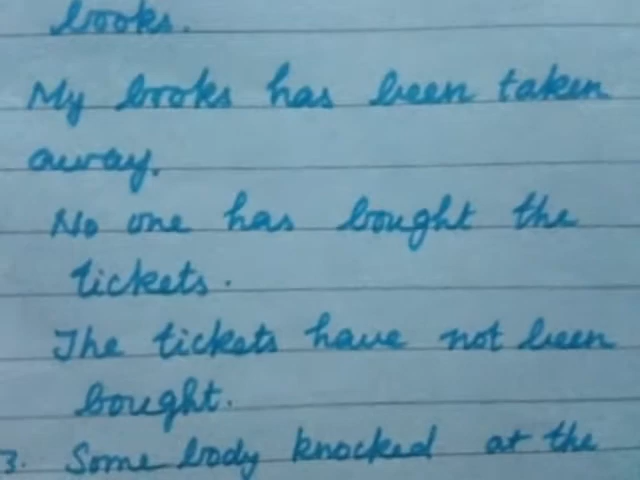 books.
My books has been taken
away.
No one has bought the
tickets.
The tickets have not been
bought.
3. Some body knocked at the